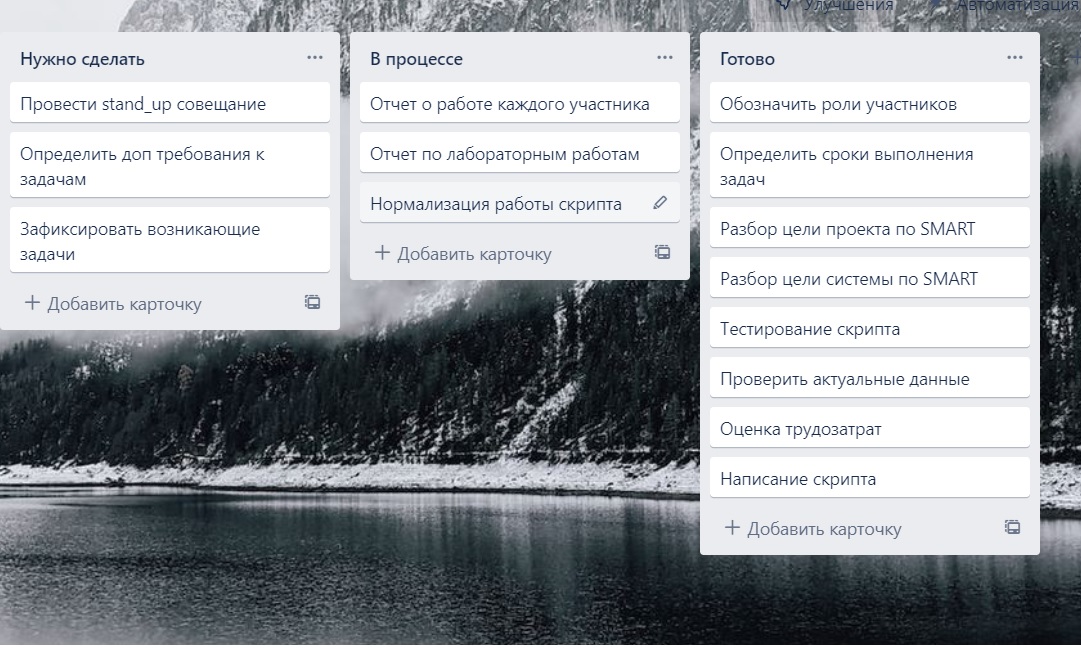 Улучшения
Автоматизация
Нужно сделать
Провести stand_up совещание
Определить доп требования к
задачам
Зафиксировать возникающие
задачи
Добавить карточку
В процессе
Отчет о работе каждого участника
Отчет по лабораторным работам
Нормализация работы скрипта
Добавить карточку
Готово
Обозначить роли участников
Определить сроки выполнения
задач
Разбор цели проекта по SMART
Разбор цели системы по SMART
Тестирование скрипта
Проверить актуальные данные
Оценка трудозатрат
Написание скрипта
Добавить карточку